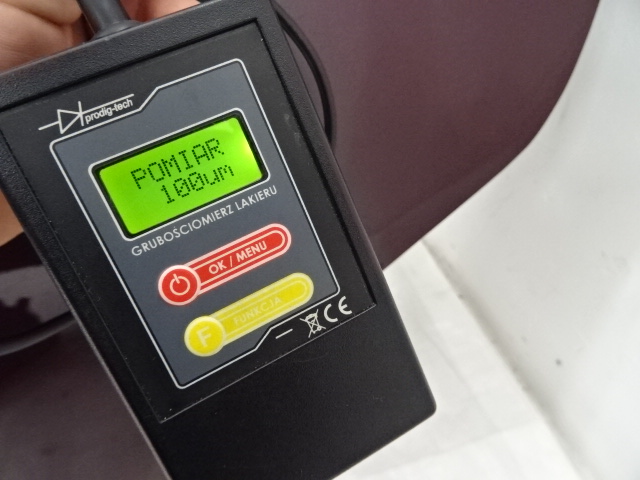 prodig-tech
POMIAR
100um
GRUBOSCIOMIERZ LAKIERU
OK / MENU
F FUNKCJA
CE